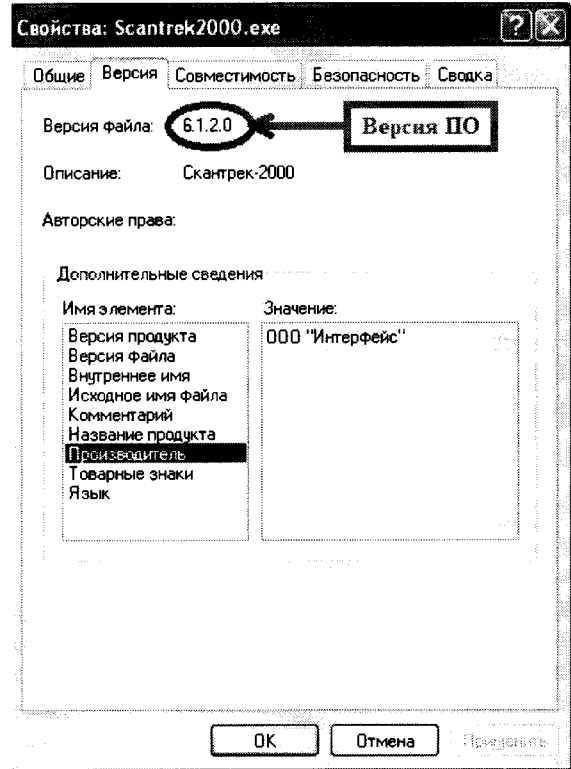 Свойства: Scantrek2000.exe
Общие Версия Совместимость Безопасность Сводка
Версия файла: 6.1.2.0 Версия ПО
Описание: Скантрек-2000
Авторские права:
Дополнительные сведения
Имя элемента: Значение:
Версия продукта ООО "Интерфейс"
Версия файла
Внутреннее имя
Исходное имя файла
Комментарий
Название продукта
Производитель
Товарные знаки
Язык
OK Отмена Применить